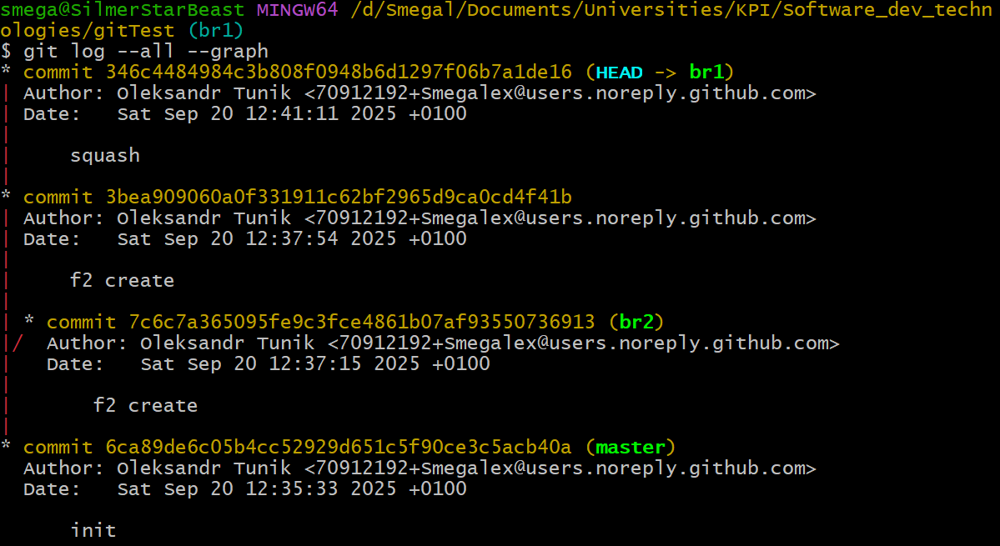 smega@SilmerStarBeast MINGW64 /d/Smegal/Documents/Universities/KPI/Software_dev_techn
ologies/gitTest (br1)
$ git log --all --graph
* commit 346c4484984c3b808f0948b6d1297f06b7a1de16 (HEAD -> br1)
| Author: Oleksandr Tunik <70912192+Smegalex@users.noreply.github.com>
| Date:   Sat Sep 20 12:41:11 2025 +0100
|
|     squash
|
* commit 3bea909060a0f331911c62bf2965d9ca0cd4f41b
| Author: Oleksandr Tunik <70912192+Smegalex@users.noreply.github.com>
| Date:   Sat Sep 20 12:37:54 2025 +0100
|
|     f2 create
|
| * commit 7c6c7a365095fe9c3fce4861b07af93550736913 (br2)
|/  Author: Oleksandr Tunik <70912192+Smegalex@users.noreply.github.com>
|   Date:   Sat Sep 20 12:37:15 2025 +0100
|
|       f2 create
|
* commit 6ca89de6c05b4cc52929d651c5f90ce3c5acb40a (master)
  Author: Oleksandr Tunik <70912192+Smegalex@users.noreply.github.com>
  Date:   Sat Sep 20 12:35:33 2025 +0100

      init